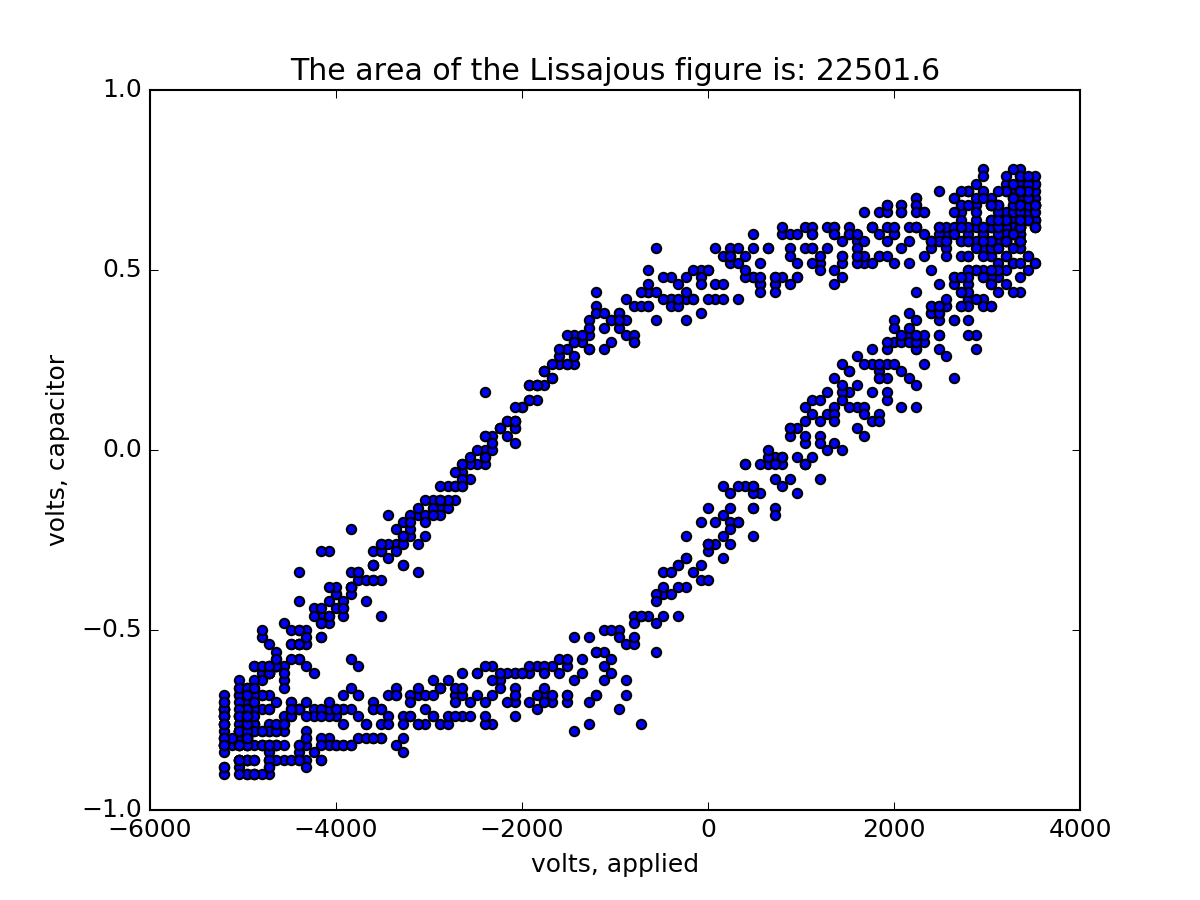 The area of the Lissajous figure is: 22501.6
1.0
0.5
0.0
−0.5
−1.0
volts, capacitor
−6000 −4000 −2000 0 2000 4000
volts, applied